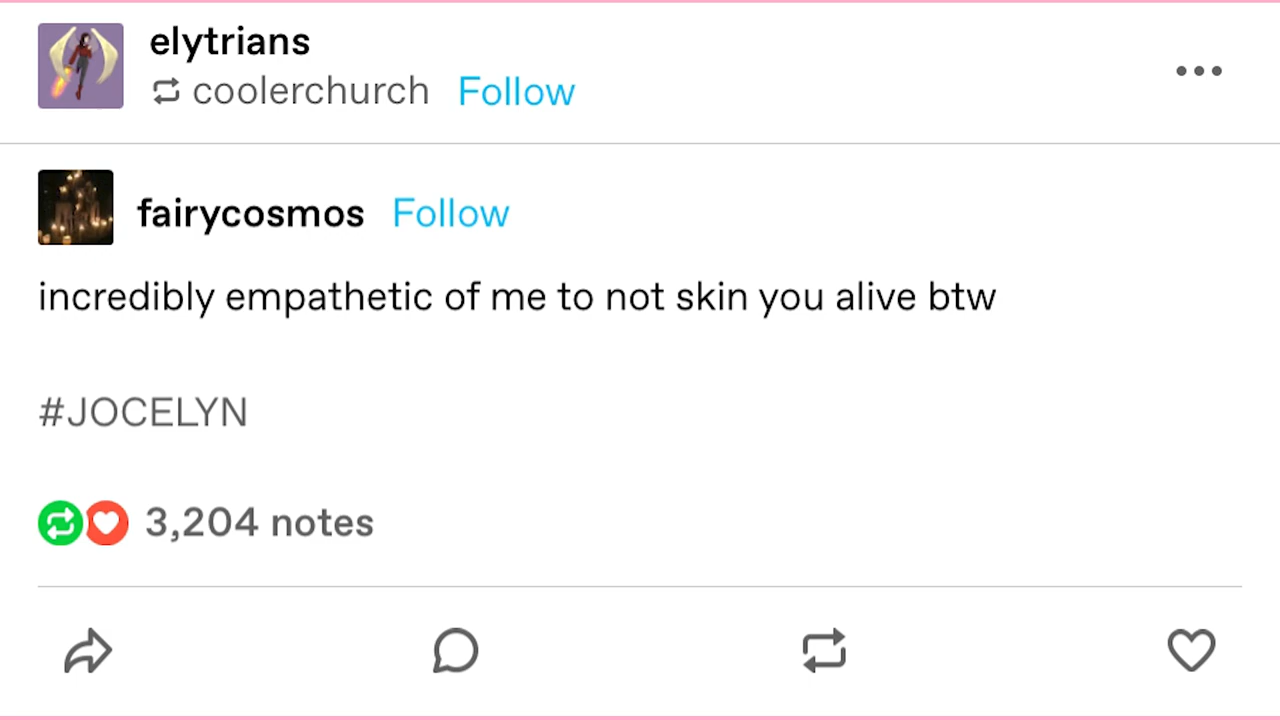 elytrians
coolerchurch Follow
fairycosmos Follow
incredibly empathetic of me to not skin you alive btw
#JOCELYN
3,204 notes